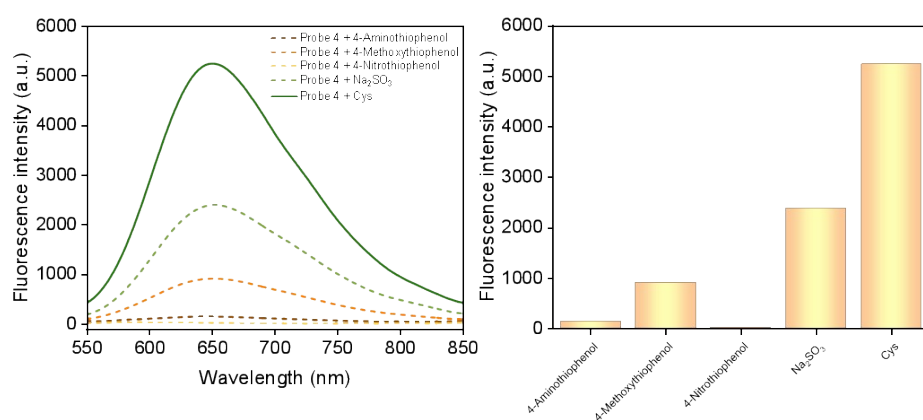 6000
5000
4000
3000
2000
1000
0
550 600 650 700 750 800 850
Wavelength (nm)
Fluorescence intensity (a.u.)
Probe 4 + 4-Aminothiophenol
Probe 4 + 4-Methoxythiophenol
Probe 4 + 4-Nitrothiophenol
Probe 4 + Na₂SO₃
Probe 4 + Cys
6000
5000
4000
3000
2000
1000
0
Fluorescence intensity (a.u.)
4-Aminothiophenol
4-Methoxythiophenol
4-Nitrothiophenol
Na₂SO₃
Cys